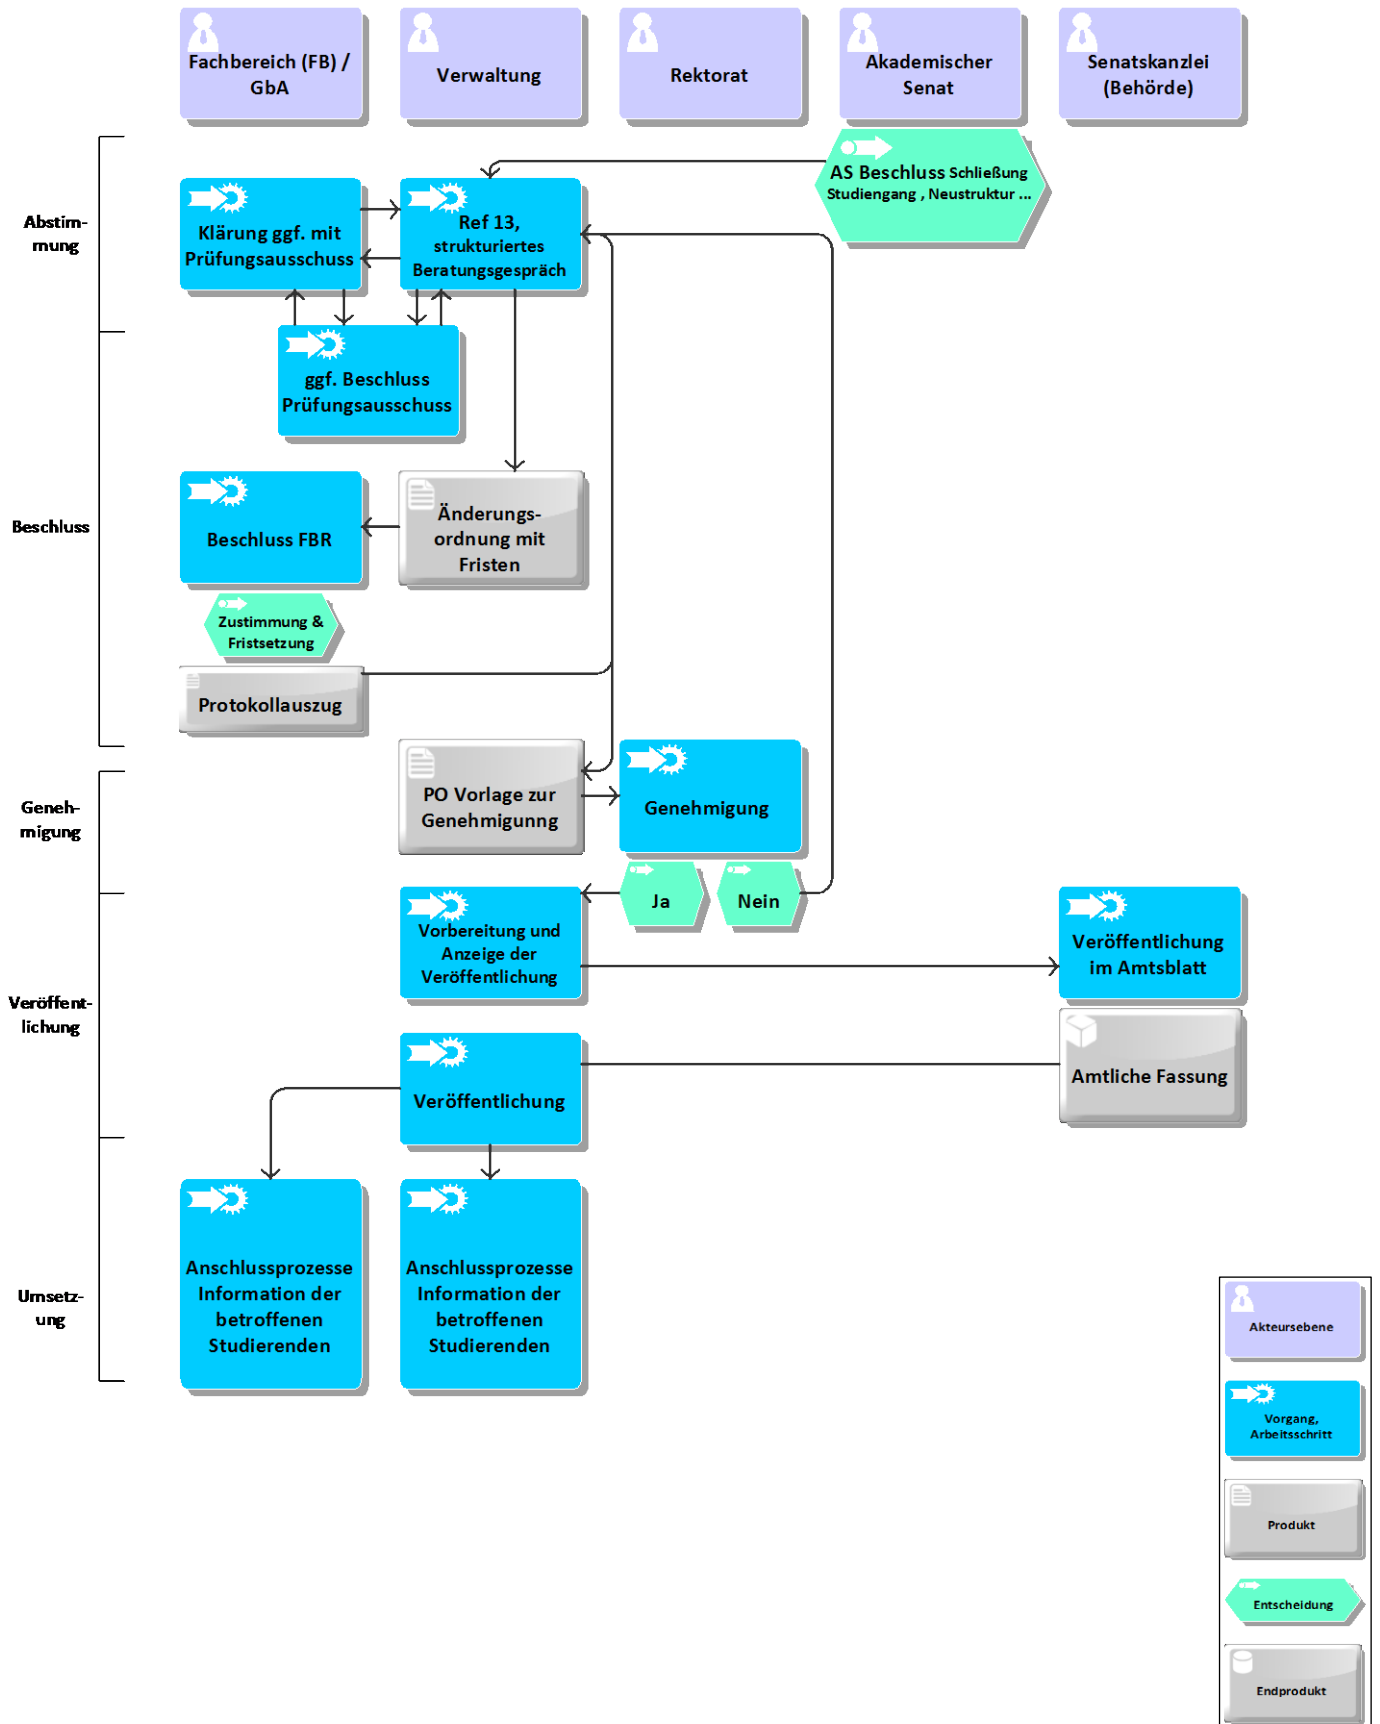 Fachbereich (FB) /
GbA
Verwaltung
Rektorat
Akademischer
Senat
Senatskanzlei
(Behörde)
Abstim-
mung
AS Beschluss Schließung
Studiengang , Neustruktur ...
Klärung ggf. mit
Prüfungsausschuss
Ref 13,
strukturiertes
Beratungsgespräch
ggf. Beschluss
Prüfungsausschuss
Beschluss
Beschluss FBR
Änderungs-
ordnung mit
Fristen
Zustimmung &
Fristsetzung
Protokollauszug
Geneh-
migung
PO Vorlage zur
Genehmigunng
Genehmigung
Ja
Nein
Veröffent-
lichung
Vorbereitung und
Anzeige der
Veröffentlichung
Veröffentlichung
im Amtsblatt
Veröffentlichung
Amtliche Fassung
Umsetz-
ung
Anschlussprozesse
Information der
betroffenen
Studierenden
Anschlussprozesse
Information der
betroffenen
Studierenden
Akteursebene
Vorgang,
Arbeitsschritt
Produkt
Entscheidung
Endprodukt